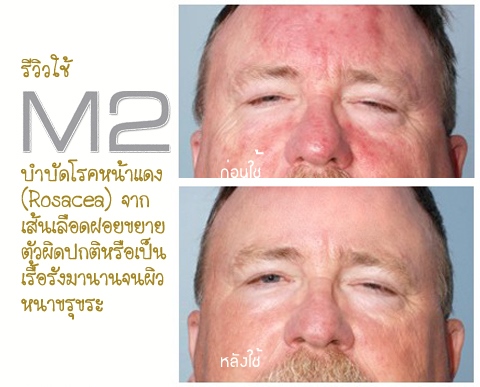 รีวิวใช้
M2
บำบัดโรคหน้าแดง
(Rosacea) จาก
เส้นเลือดฝอยขยาย
ตัวผิดปกติหรือเป็น
เรื้อรังมานานจนผิว
หนาขรุขระ
ก่อนใช้
หลังใช้